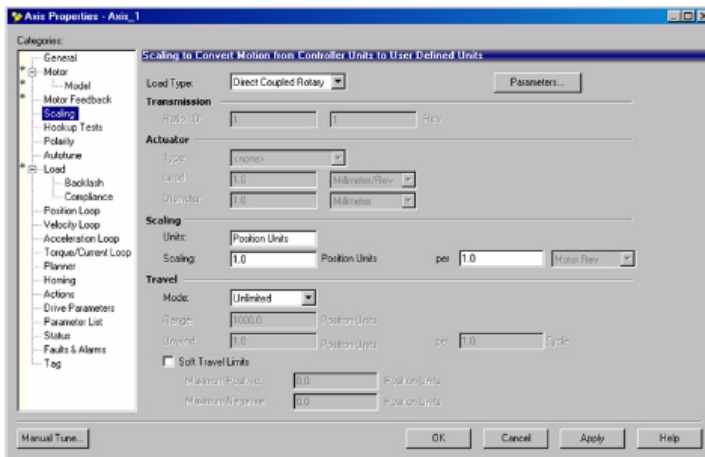 Axis Properties - Axis_1
Categories:
General
Motor
Model
Motor Feedback
Scaling
Hookup Tests
Polarity
Autotune
Load
Backlash
Compliance
Position Loop
Velocity Loop
Acceleration Loop
Torque/Current Loop
Planner
Homing
Actions
Drive Parameters
Parameter List
Status
Faults & Alarms
Tag
Scaling to Convert Motion from Controller Units to User Defined Units
Load Type: Direct Coupled Rotary Parameters...
Transmission
Ratio I:O: 1 : 1 Rev
Actuator
Type: <none>
Lead: 1.0 Millimeter/Rev
Diameter: 1.0 Millimeter
Scaling
Units: Position Units
Scaling: 1.0 Position Units per 1.0 Motor Rev
Travel
Mode: Unlimited
Range: 1000.0 Position Units
Unwind: 1.0 Position Units per 1.0 Cycle
Soft Travel Limits
Maximum Positive: 0.0 Position Units
Maximum Negative: 0.0 Position Units
Manual Tune... OK Cancel Apply Help